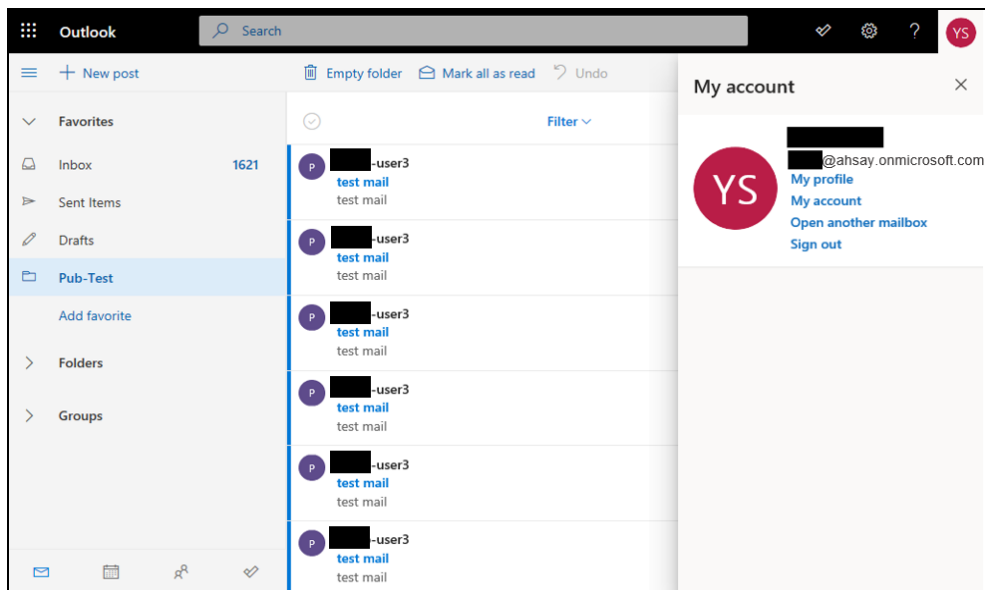 Outlook
Search
?
YS
New post
Empty folder
Mark all as read
Undo
My account
Favorites
Filter
Inbox
1621
Sent Items
Drafts
Pub-Test
Add favorite
Folders
Groups
P
-user3
test mail
test mail
P
-user3
test mail
test mail
P
-user3
test mail
test mail
P
-user3
test mail
test mail
P
-user3
test mail
test mail
P
-user3
test mail
test mail
YS
@ahsay.onmicrosoft.com
My profile
My account
Open another mailbox
Sign out